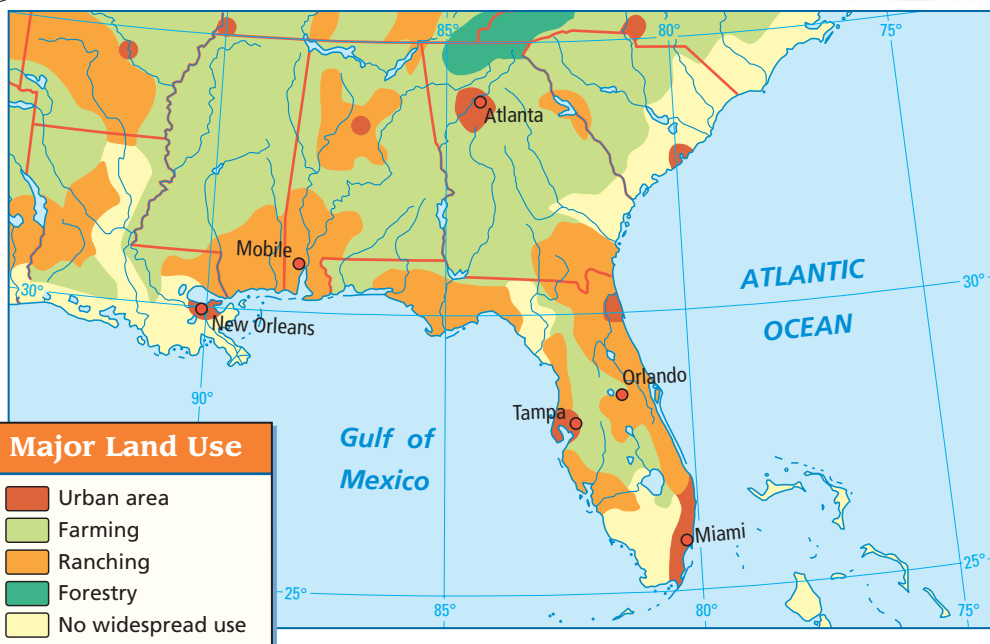 85°
80°
75°
Atlanta
Mobile
30°
New Orleans
ATLANTIC
OCEAN
30°
90°
Orlando
Tampa
Gulf of
Mexico
Miami
25°
85°
80°
25°
75°
Major Land Use
Urban area
Farming
Ranching
Forestry
No widespread use